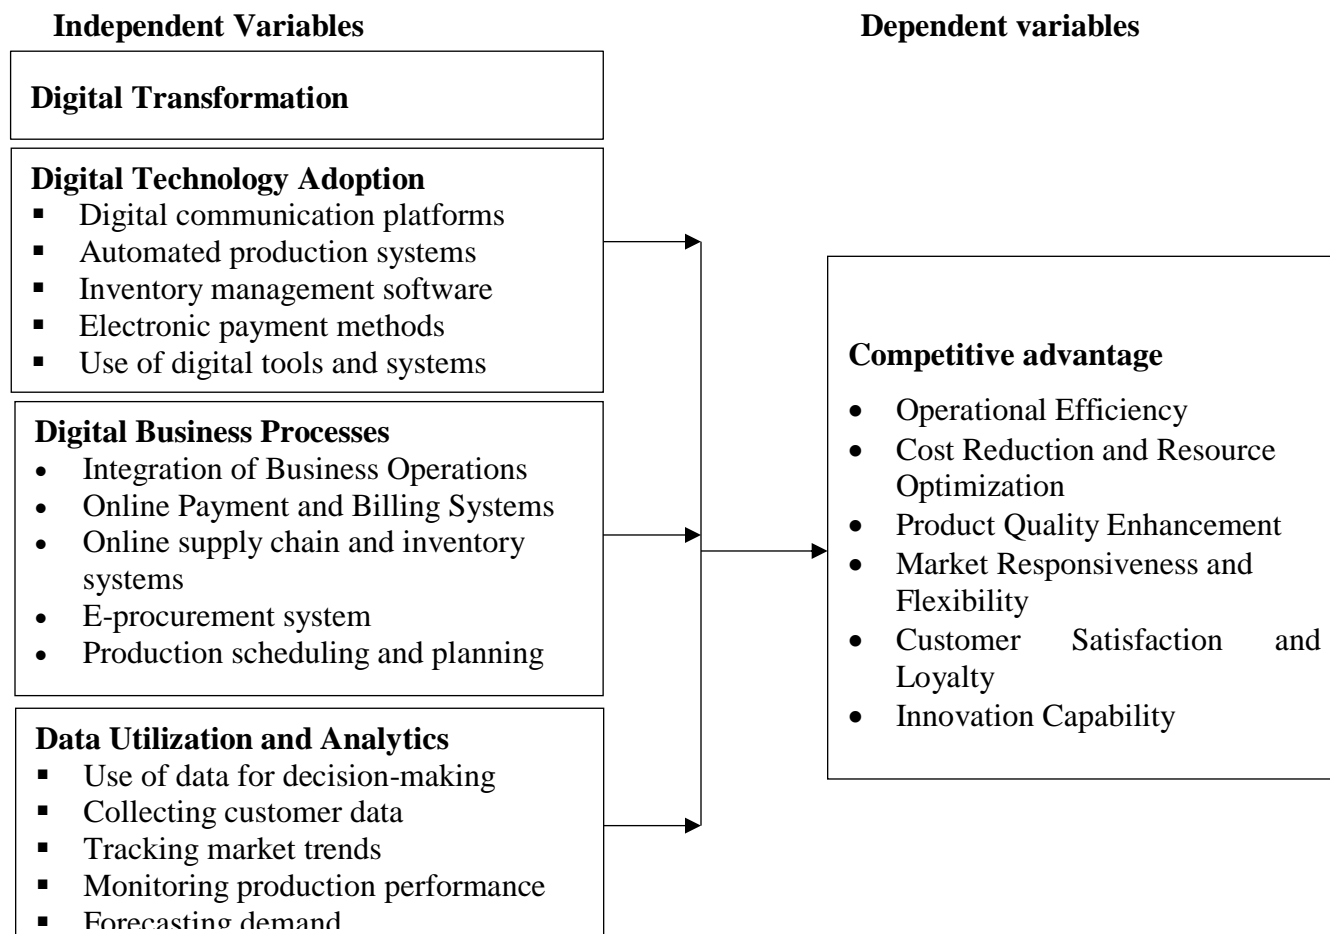 Independent Variables
Dependent variables
Digital Transformation
Digital Technology Adoption
▪ Digital communication platforms
▪ Automated production systems
▪ Inventory management software
▪ Electronic payment methods
▪ Use of digital tools and systems
Digital Business Processes
• Integration of Business Operations
• Online Payment and Billing Systems
• Online supply chain and inventory
systems
• E-procurement system
• Production scheduling and planning
Data Utilization and Analytics
▪ Use of data for decision-making
▪ Collecting customer data
▪ Tracking market trends
▪ Monitoring production performance
▪ Forecasting demand
Competitive advantage
• Operational Efficiency
• Cost Reduction and Resource
Optimization
• Product Quality Enhancement
• Market Responsiveness and
Flexibility
• Customer Satisfaction and
Loyalty
• Innovation Capability